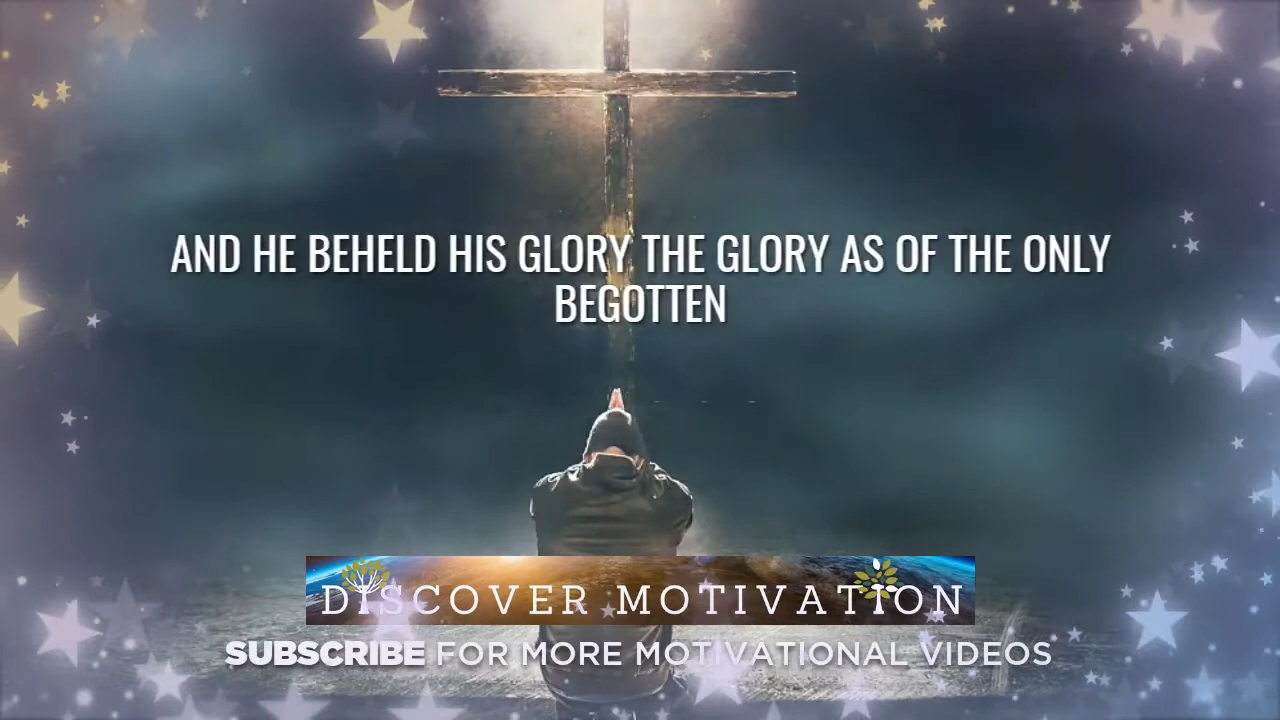 AND HE BEHELD HIS GLORY THE GLORY AS OF THE ONLY
BEGOTTEN
DISCOVER MOTIVATION
SUBSCRIBE FOR MORE MOTIVATIONAL VIDEOS